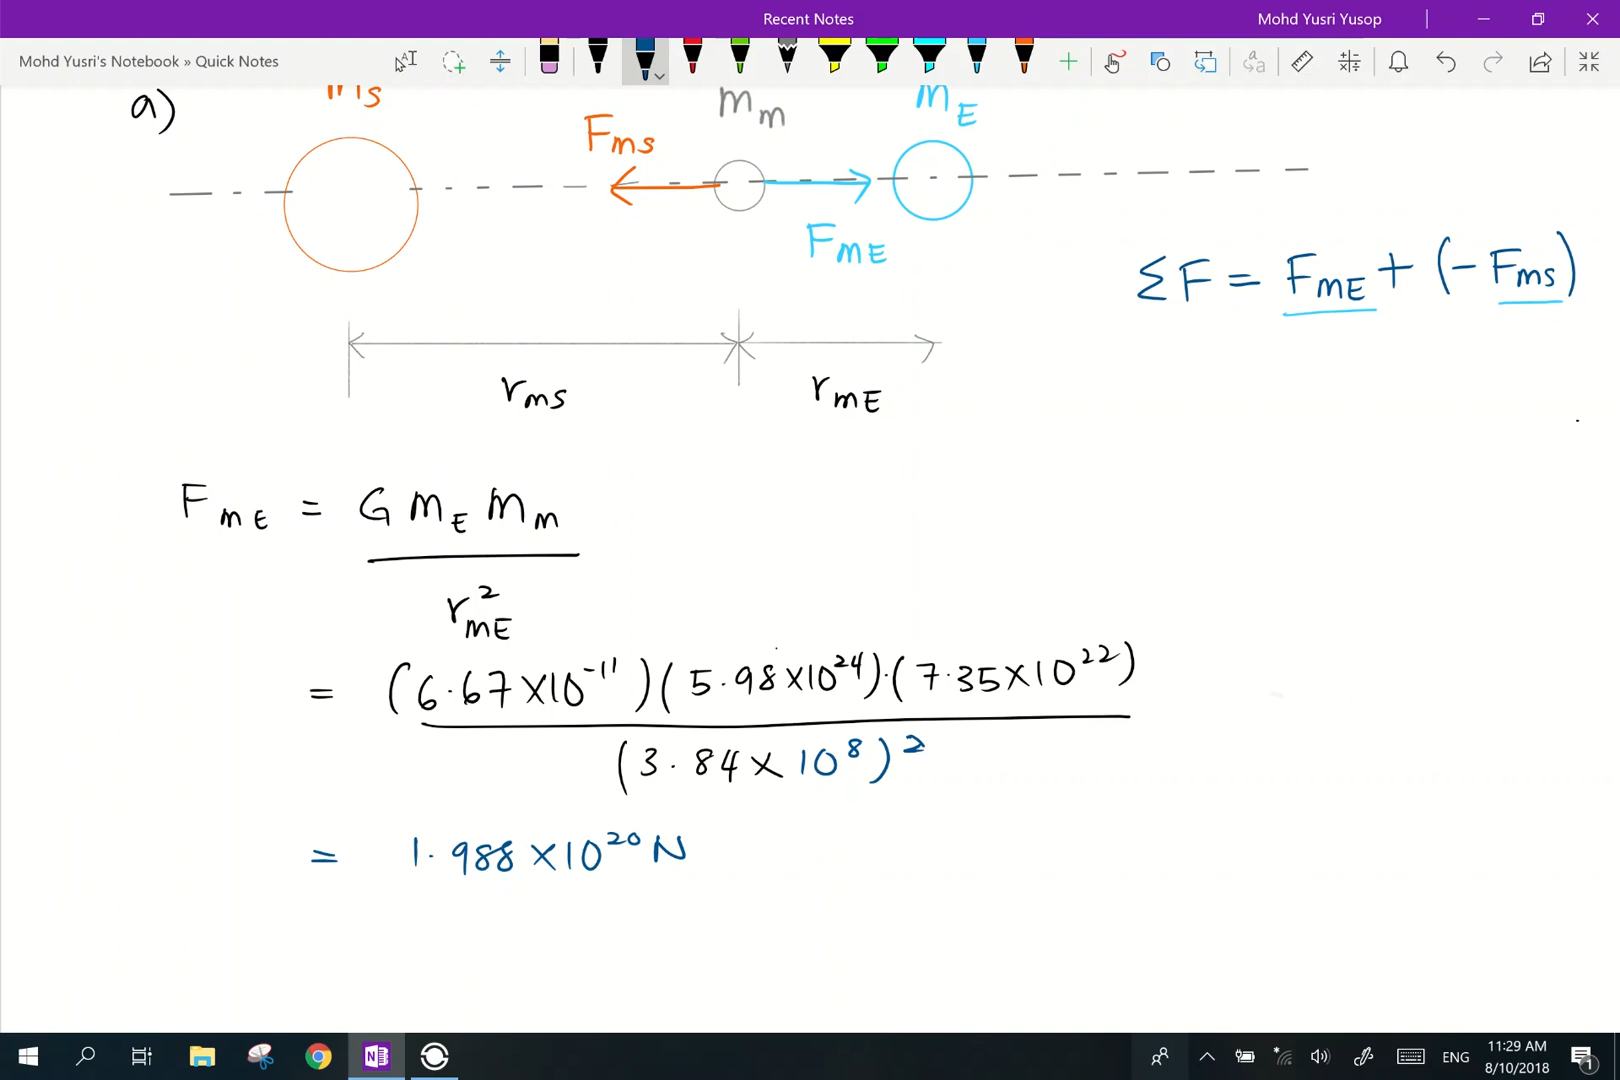 Recent Notes
Mohd Yusri Yusop
Mohd Yusri's Notebook » Quick Notes
a)
ms
mm
mE
Fms
FmE
ΣF = FmE + (- Fms)
rms
rmE
FmE = G mE mm
r²mE
= (6.67 × 10⁻¹¹)(5.98×10²⁴)·(7.35×10²²)
(3.84 × 10⁸)²
= 1.988 × 10²⁰ N
ENG
11:29 AM
8/10/2018
1